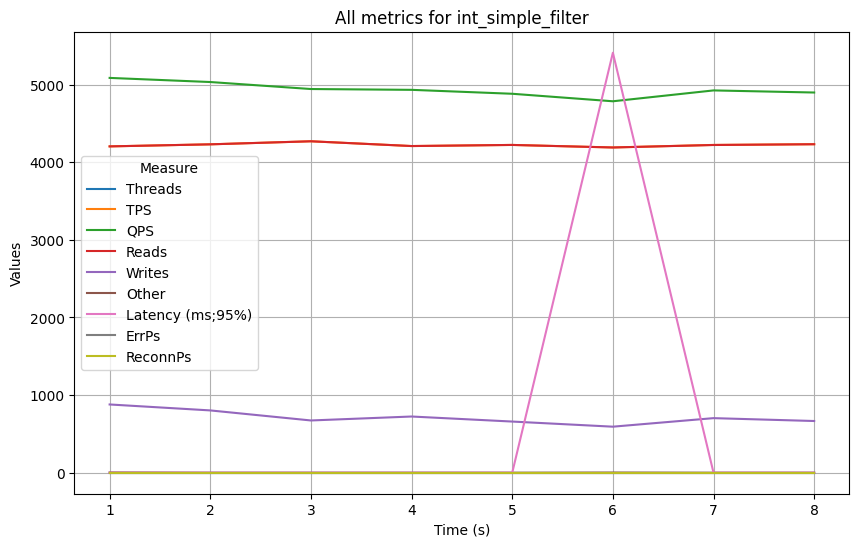 All metrics for int_simple_filter
5000
4000
3000
2000
1000
0
Values
Measure
Threads
TPS
QPS
Reads
Writes
Other
Latency (ms;95%)
ErrPs
ReconnPs
1 2 3 4 5 6 7 8
Time (s)